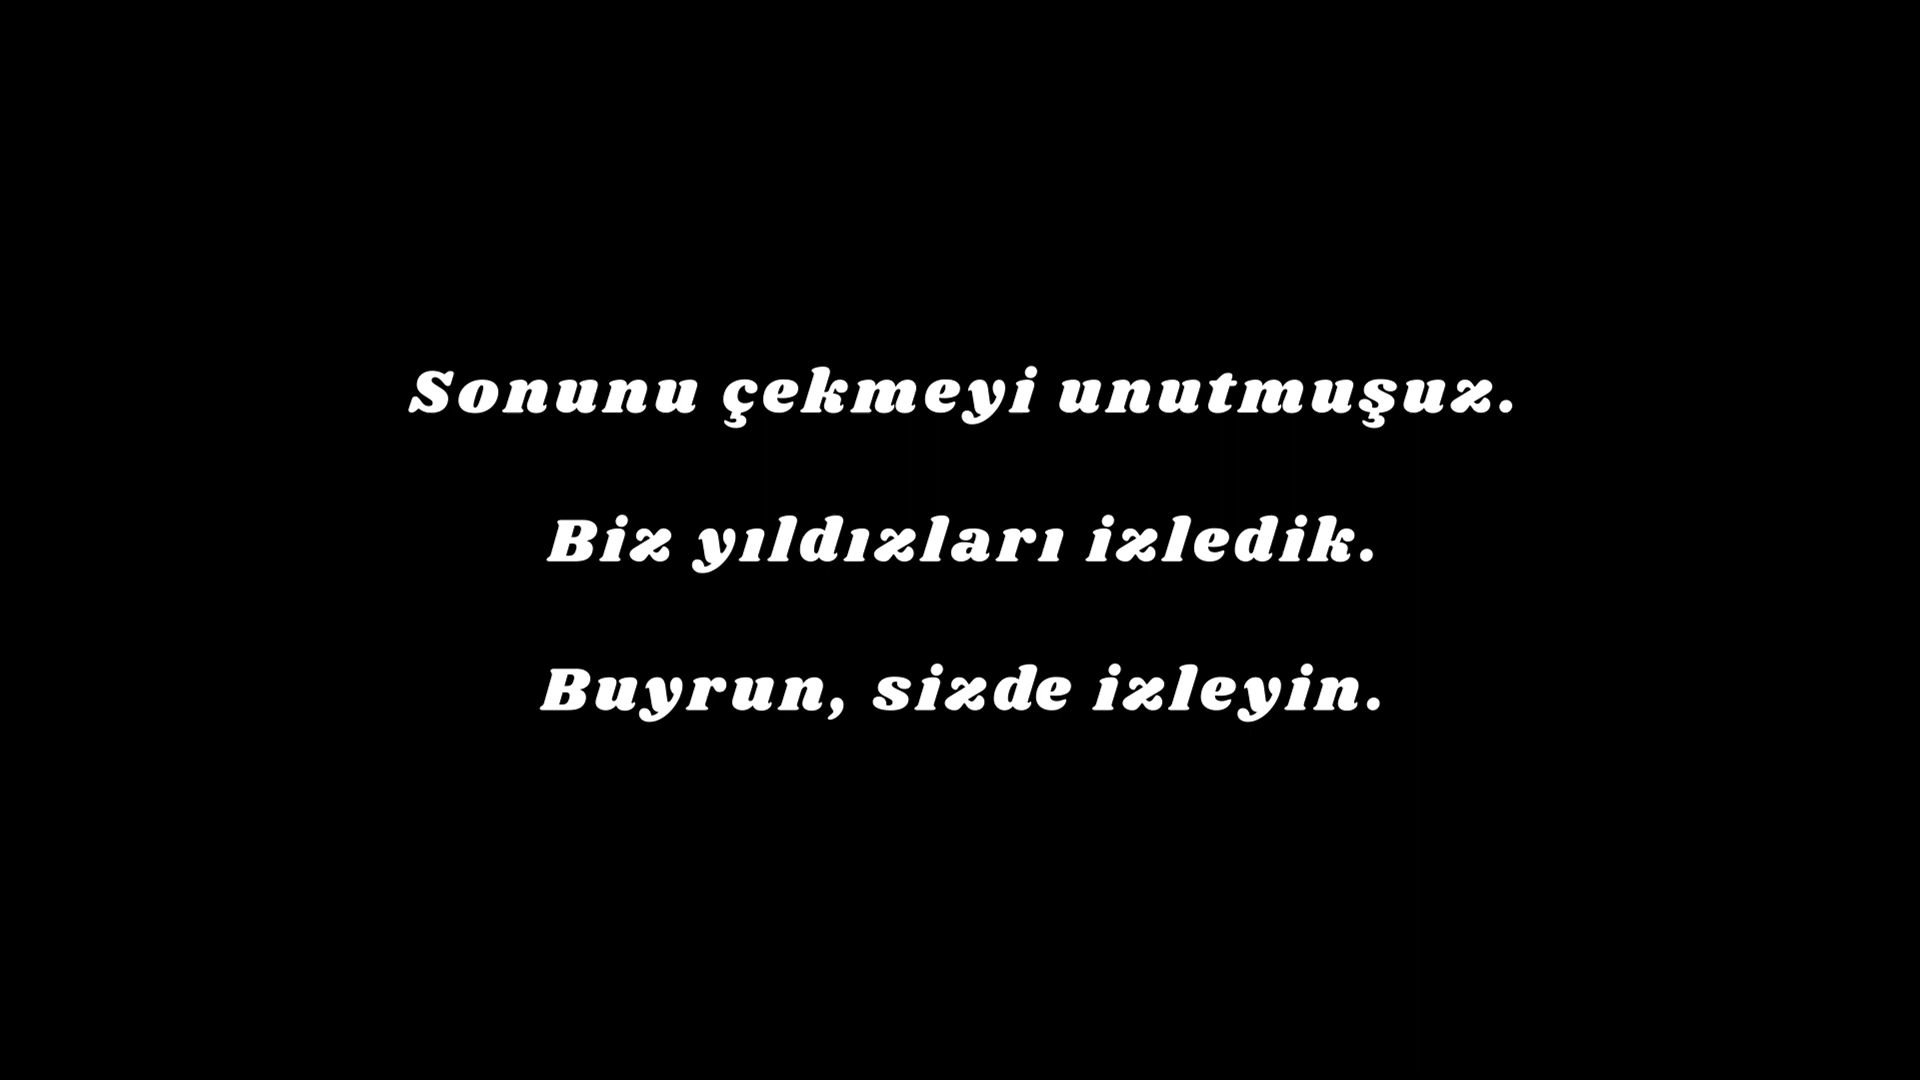 Sonunu çekmeyi unutmuşuz.
Biz yıldızları izledik.
Buyrun, sizde izleyin.